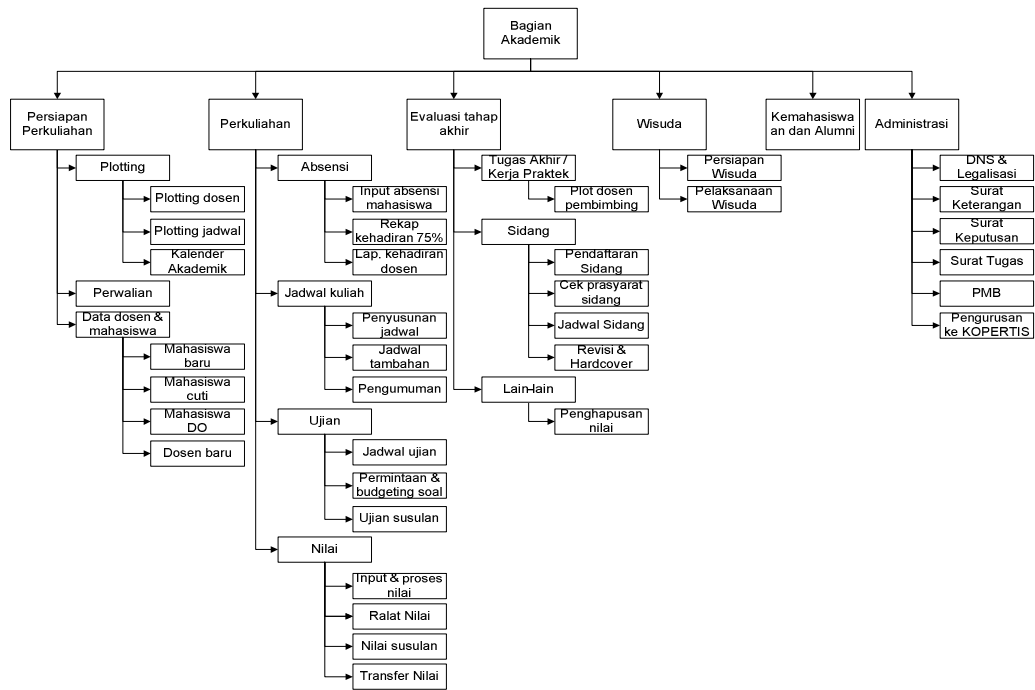 Bagian
Akademik
Persiapan
Perkuliahan
Plotting
Plotting dosen
Plotting jadwal
Kalender
Akademik
Perwalian
Data dosen &
mahasiswa
Mahasiswa
baru
Mahasiswa
cuti
Mahasiswa
DO
Dosen baru
Perkuliahan
Absensi
Input absensi
mahasiswa
Rekap
kehadiran 75%
Lap. kehadiran
dosen
Jadwal kuliah
Penyusunan
jadwal
Jadwal
tambahan
Pengumuman
Ujian
Jadwal ujian
Permintaan &
budgeting soal
Ujian susulan
Nilai
Input & proses
nilai
Ralat Nilai
Nilai susulan
Transfer Nilai
Evaluasi tahap
akhir
Tugas Akhir /
Kerja Praktek
Plot dosen
pembimbing
Sidang
Pendaftaran
Sidang
Cek prasyarat
sidang
Jadwal Sidang
Revisi &
Hardcover
Lain-lain
Penghapusan
nilai
Wisuda
Persiapan
Wisuda
Pelaksanaan
Wisuda
Kemahasiswa
an dan Alumni
Administrasi
DNS &
Legalisasi
Surat
Keterangan
Surat
Keputusan
Surat Tugas
PMB
Pengurusan
ke KOPERTIS